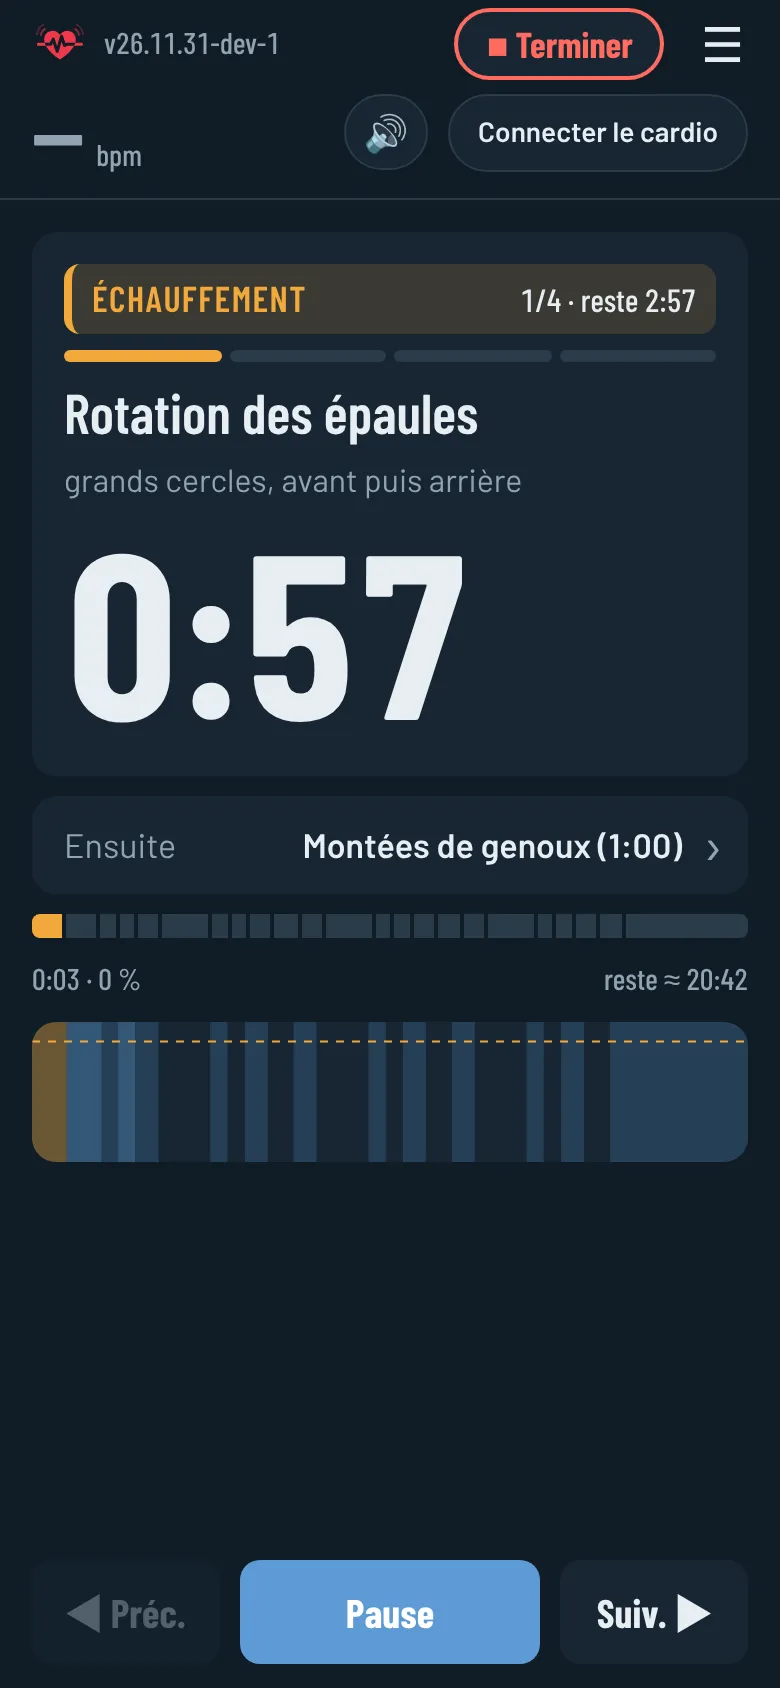 v26.11.31-dev-1
■ Terminer
bpm
Connecter le cardio
ÉCHAUFFEMENT
1/4 · reste 2:57
Rotation des épaules
grands cercles, avant puis arrière
0:57
Ensuite
Montées de genoux (1:00) ›
0:03 · 0 %
reste ≈ 20:42
◀ Préc.
Pause
Suiv. ▶